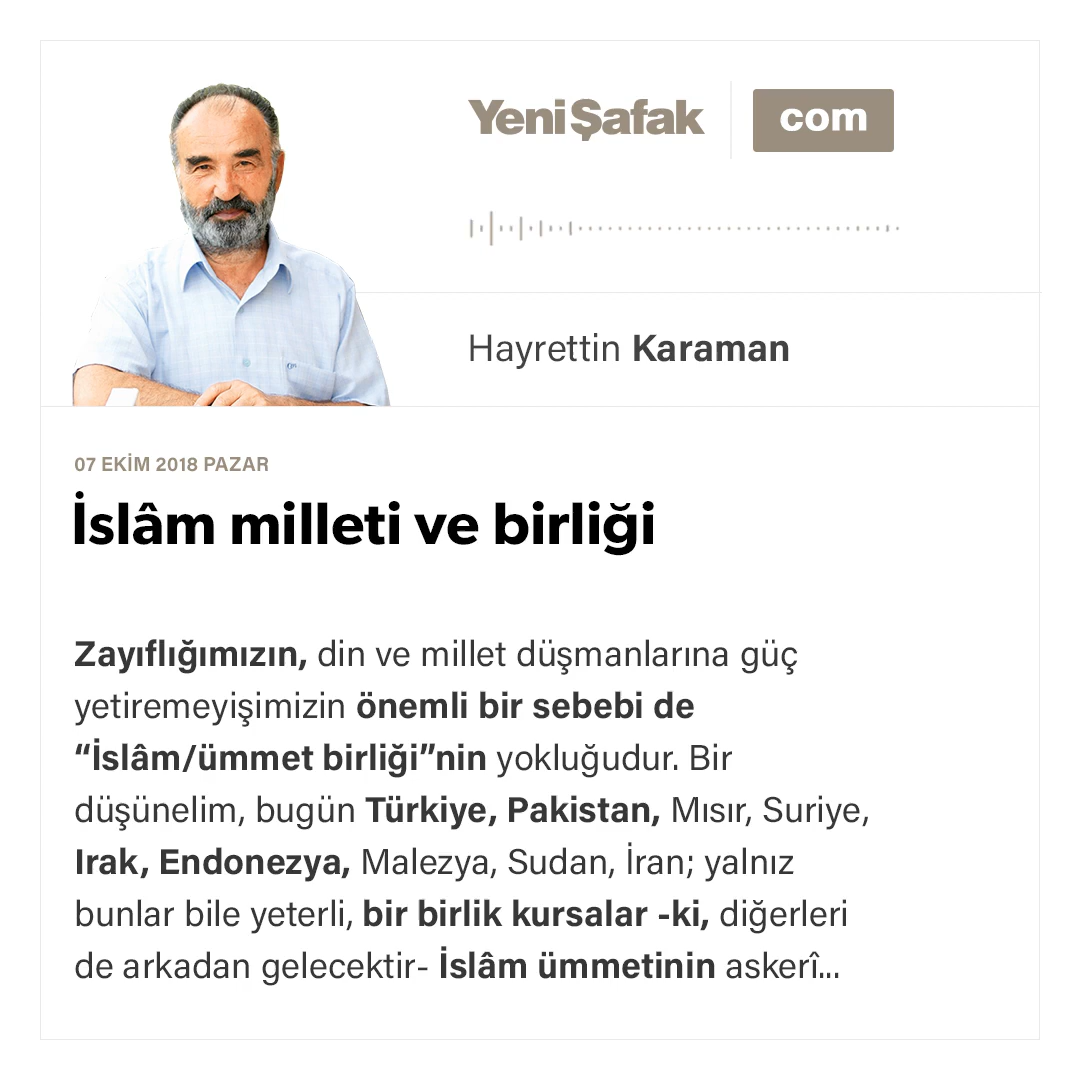 YeniŞafak com
Hayrettin Karaman
07 EKİM 2018 PAZAR
İslâm milleti ve birliği
Zayıflığımızın, din ve millet düşmanlarına güç
yetiremeyişimizin önemli bir sebebi de
“İslâm/ümmet birliği”nin yokluğudur. Bir
düşünelim, bugün Türkiye, Pakistan, Mısır, Suriye,
Irak, Endonezya, Malezya, Sudan, İran; yalnız
bunlar bile yeterli, bir birlik kursalar -ki, diğerleri
de arkadan gelecektir- İslâm ümmetinin askerî...